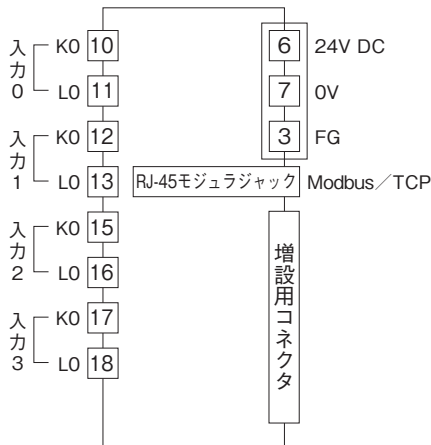 入力0
K0 10
L0 11
入力1
K0 12
L0 13
入力2
K0 15
L0 16
入力3
K0 17
L0 18
6 24V DC
7 0V
3 FG
RJ-45モジュラジャック Modbus／TCP
増設用コネクタ